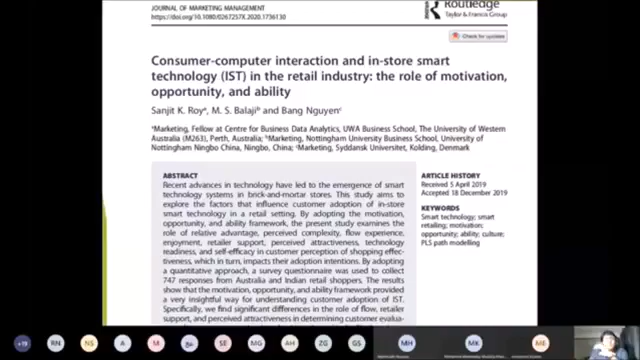 JOURNAL OF MARKETING MANAGEMENT
https://doi.org/10.1080/0267257X.2020.1736130
Routledge
Taylor & Francis Group
Check for updates
Consumer-computer interaction and in-store smart
technology (IST) in the retail industry: the role of motivation,
opportunity, and ability
Sanjit K. Royᵃ, M. S. Balajiᵇ and Bang Nguyenᶜ
ᵃMarketing, Fellow at Centre for Business Data Analytics, UWA Business School, The University of Western
Australia (M263), Perth, Australia; ᵇMarketing, Nottingham University Business School, University of
Nottingham Ningbo China, Ningbo, China; ᶜMarketing, Syddansk Universitet, Kolding, Denmark
ABSTRACT
Recent advances in technology have led to the emergence of smart
technology systems in brick-and-mortar stores. This study aims to
explore the factors that influence customer adoption of in-store
smart technology in a retail setting. By adopting the motivation,
opportunity, and ability framework, the present study examines the
role of relative advantage, perceived complexity, flow experience,
enjoyment, retailer support, perceived attractiveness, technology
readiness, and self-efficacy in customer perception of shopping effec-
tiveness, which in turn, impacts their adoption intentions. By adopting
a quantitative approach, a survey questionnaire was used to collect
747 responses from Australia and Indian retail shoppers. The results
show that the motivation, opportunity, and ability framework provided
a very insightful way for understanding customer adoption of IST.
Specifically, we find significant differences in the role of flow, retailer
support, and perceived attractiveness in determining customer evalua-
ARTICLE HISTORY
Received 5 April 2019
Accepted 18 December 2019
KEYWORDS
Smart technology; smart
retailing; motivation;
opportunity; ability; culture;
PLS path modelling
RN
NS
A
M
SE
MG
AH
ZG
GS
MH
MK
ME